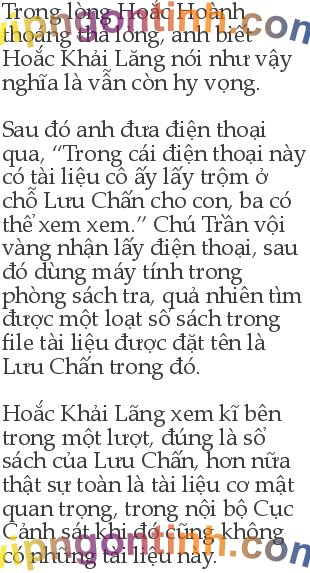 Trong lòng Hoắc Hoành
thoáng thả lỏng, anh biết
Hoắc Khải Lăng nói như vậy
nghĩa là vẫn còn hy vọng.
Sau đó anh đưa điện thoại
qua, “Trong cái điện thoại này
có tài liệu cô ấy lấy trộm ở
chỗ Lưu Chấn cho con, ba có
thể xem xem.” Chú Trần vội
vàng nhận lấy điện thoại, sau
đó dùng máy tính trong
phòng sách tra, quả nhiên tìm
được một loạt sổ sách trong
file tài liệu được đặt tên là
Lưu Chấn trong đó.
Hoắc Khải Lãng xem kĩ bên
trong một lượt, đúng là sổ
sách của Lưu Chấn, hơn nữa
thật sự toàn là tài liệu cơ mật
quan trọng, trong nội bộ Cục
Cảnh sát khi đó cũng không
có những tài liệu này.
vipngontinh.com
vipngontinh.com